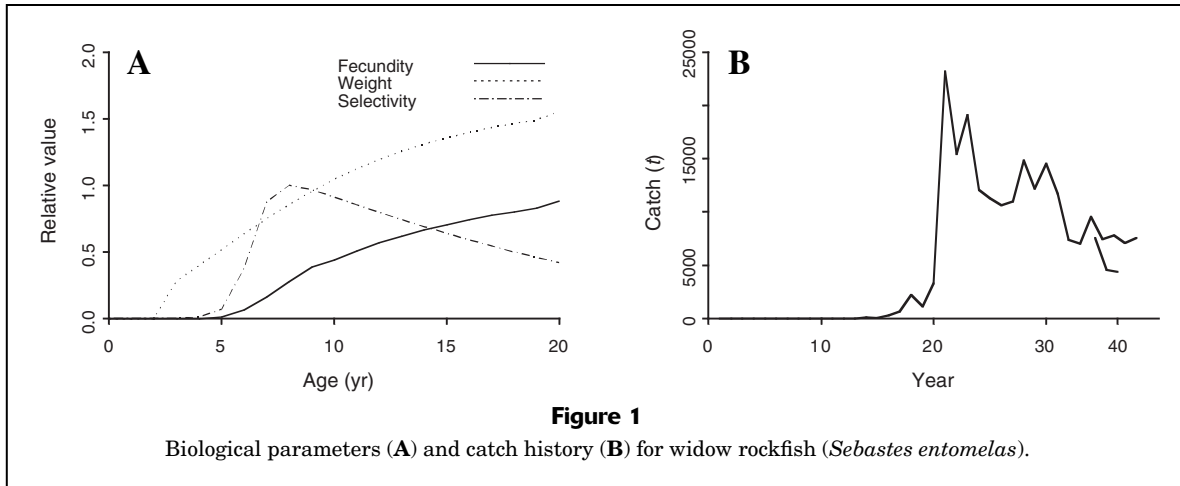 A
Fecundity
Weight
Selectivity
2.0
1.5
1.0
0.5
0.0
Relative value
0 5 10 15 20
Age (yr)
B
25000
15000
5000
0
Catch (t)
0 10 20 30 40
Year
Figure 1
Biological parameters (A) and catch history (B) for widow rockfish (Sebastes entomelas).